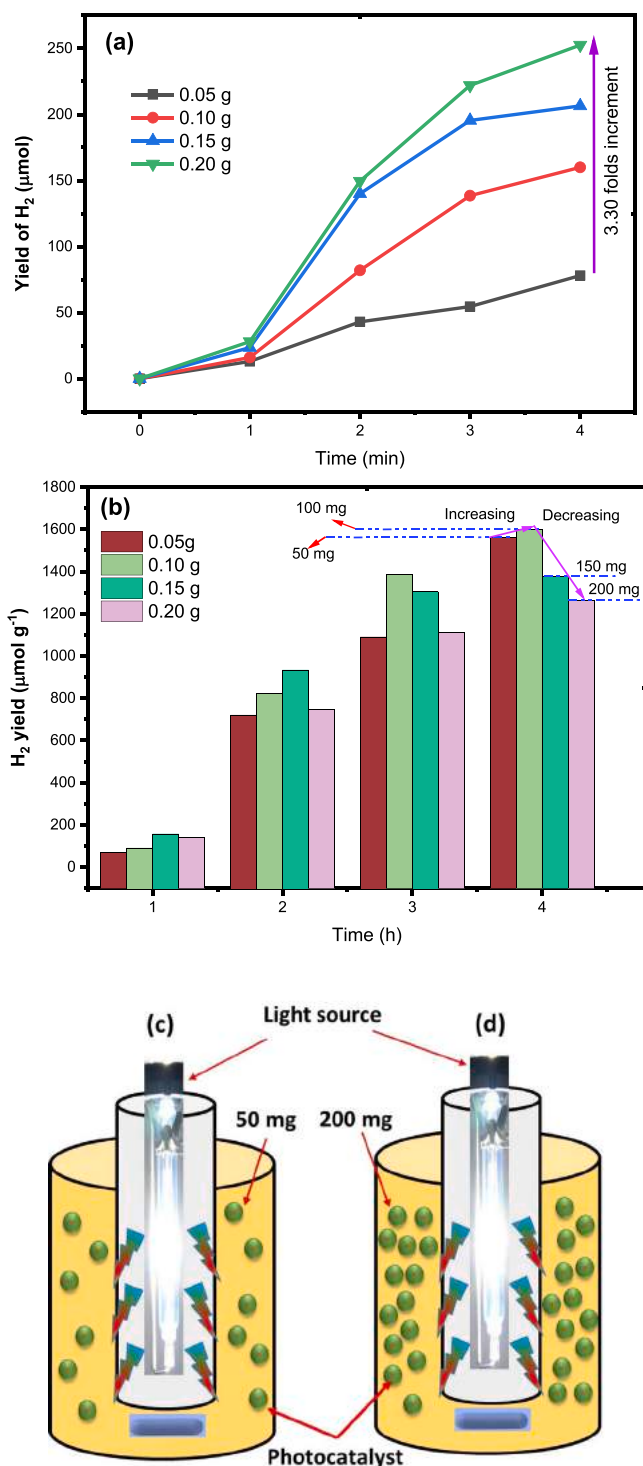 (a)
0.05 g
0.10 g
0.15 g
0.20 g
3.30 folds increment
Yield of H₂ (μmol)
250
200
150
100
50
0
0 1 2 3 4
Time (min)
(b)
0.05g
0.10 g
0.15 g
0.20 g
100 mg
50 mg
Increasing
Decreasing
150 mg
200 mg
H₂ yield (μmol g⁻¹)
1800
1600
1400
1200
1000
800
600
400
200
0
1 2 3 4
Time (h)
(c) Light source (d)
50 mg 200 mg
Photocatalyst